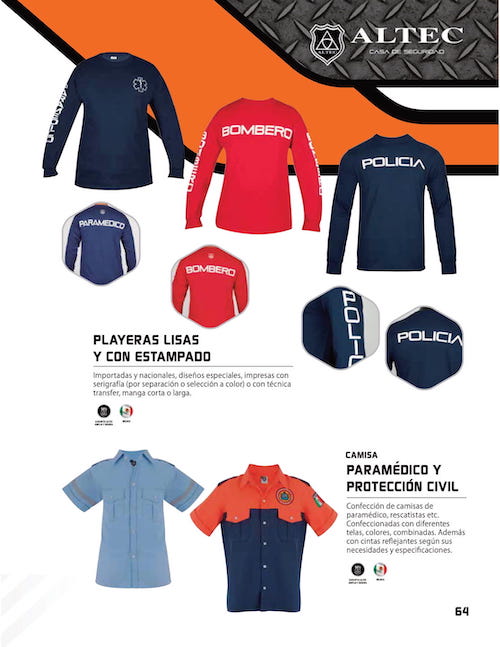 ALTEC
CASA DE SEGURIDAD
ALTEC
BOMBERO
POLICIA
PARAMEDICO
BOMBERO
POLIC
POLICIA
PLAYERAS LISAS
Y CON ESTAMPADO
Importadas y nacionales, diseños especiales, impresas con
serigrafía (por separación o selección a color) o con técnica
transfer, manga corta o larga.
CAMISA
PARAMÉDICO Y
PROTECCIÓN CIVIL
Confección de camisas de
paramédico, rescatistas etc.
Confeccionadas con diferentes
telas, colores, combinadas. Además
con cintas reflejantes según sus
necesidades y especificaciones.
64